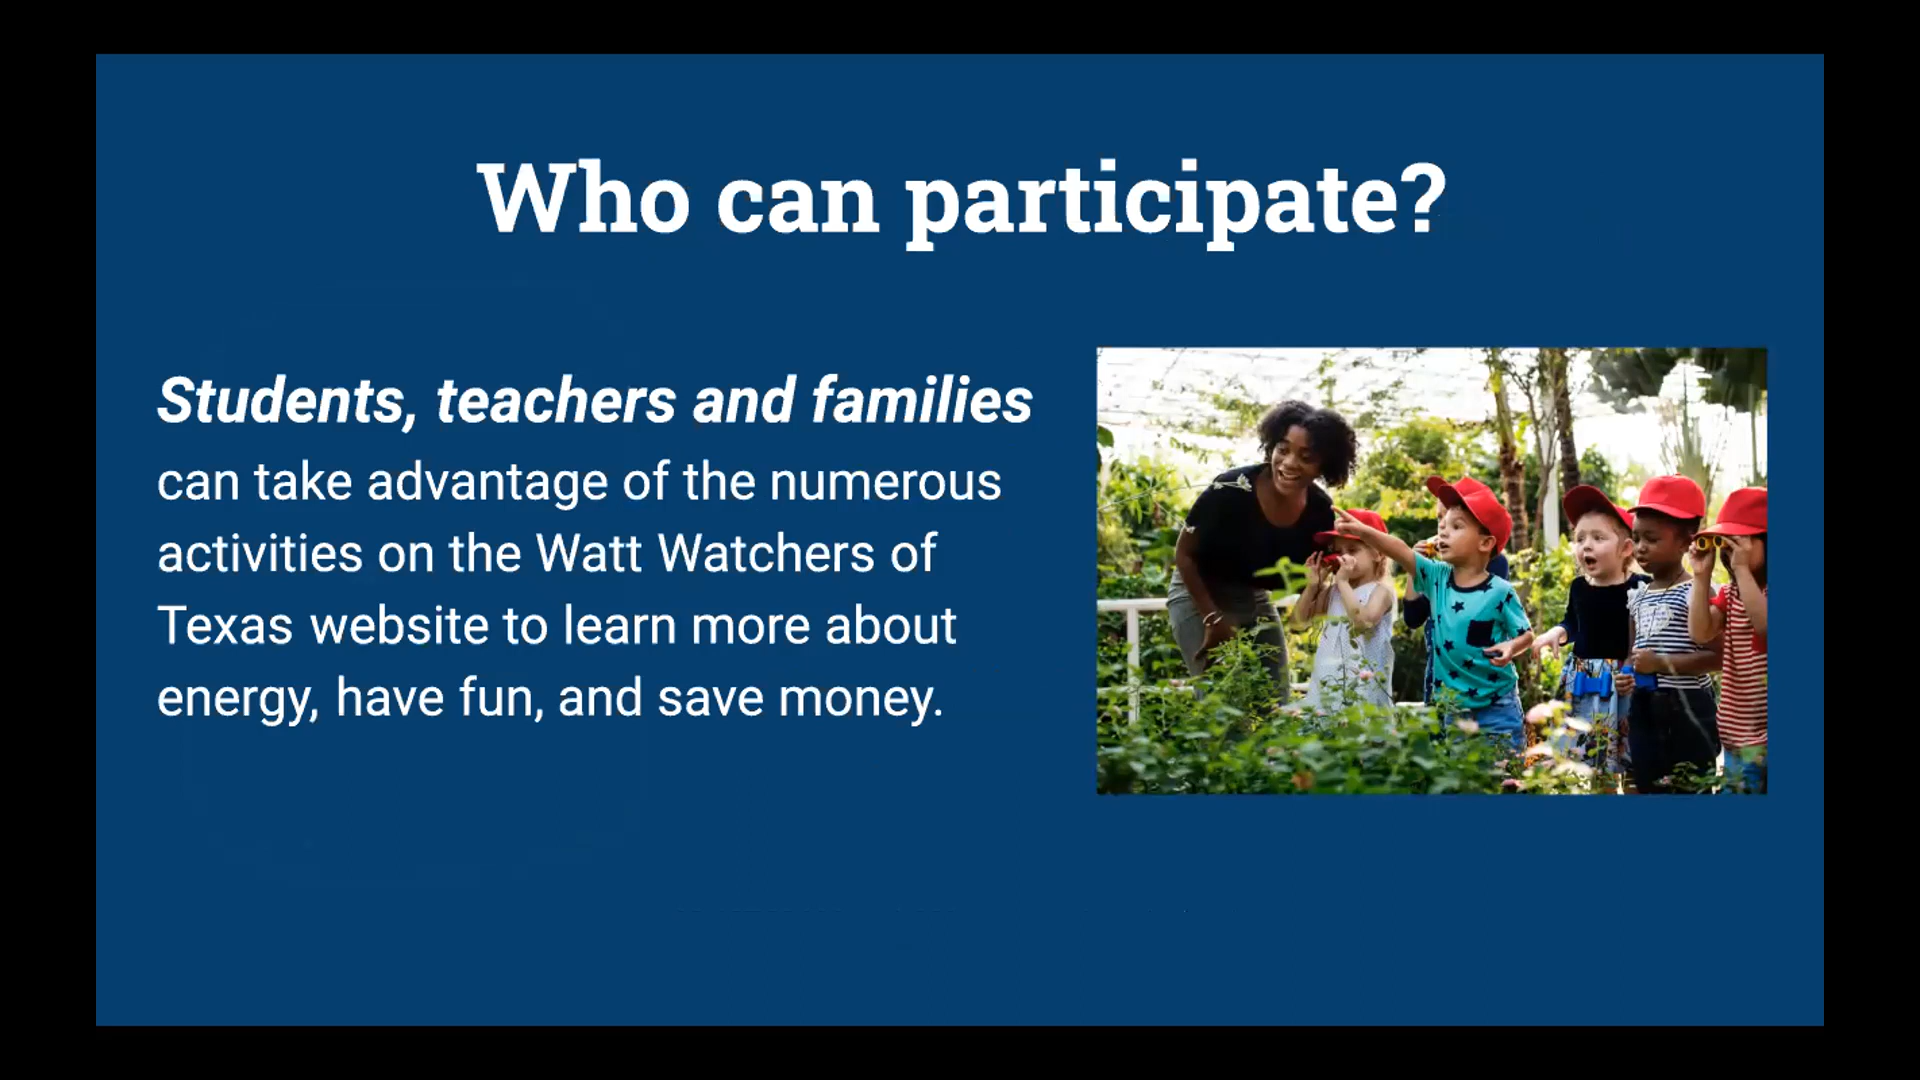 Who can participate?
Students, teachers and families
can take advantage of the numerous
activities on the Watt Watchers of
Texas website to learn more about
energy, have fun, and save money.